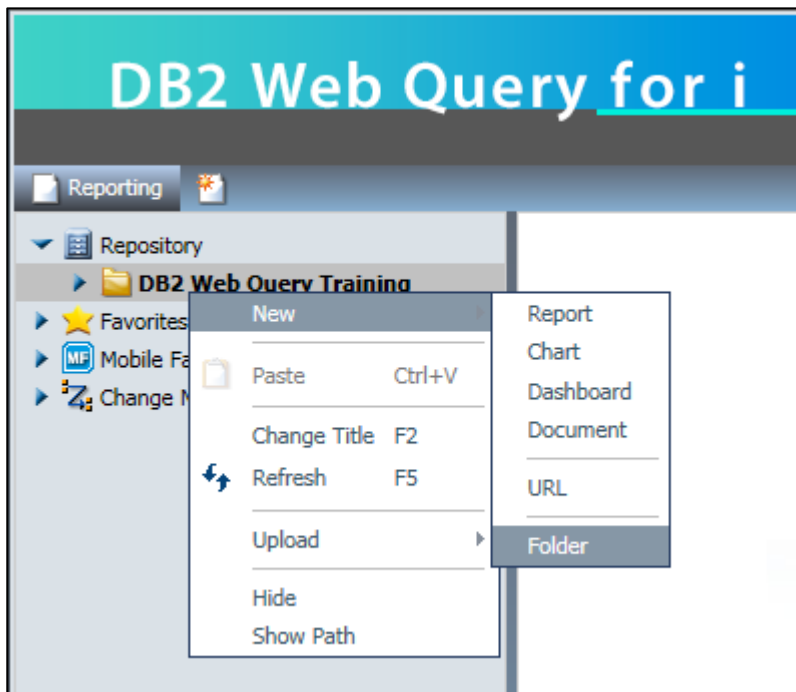 DB2 Web Query for i
Reporting
Repository
DB2 Web Query Training
Favorites
Mobile Fa
Change
New
Paste Ctrl+V
Change Title F2
Refresh F5
Upload
Hide
Show Path
Report
Chart
Dashboard
Document
URL
Folder
MF